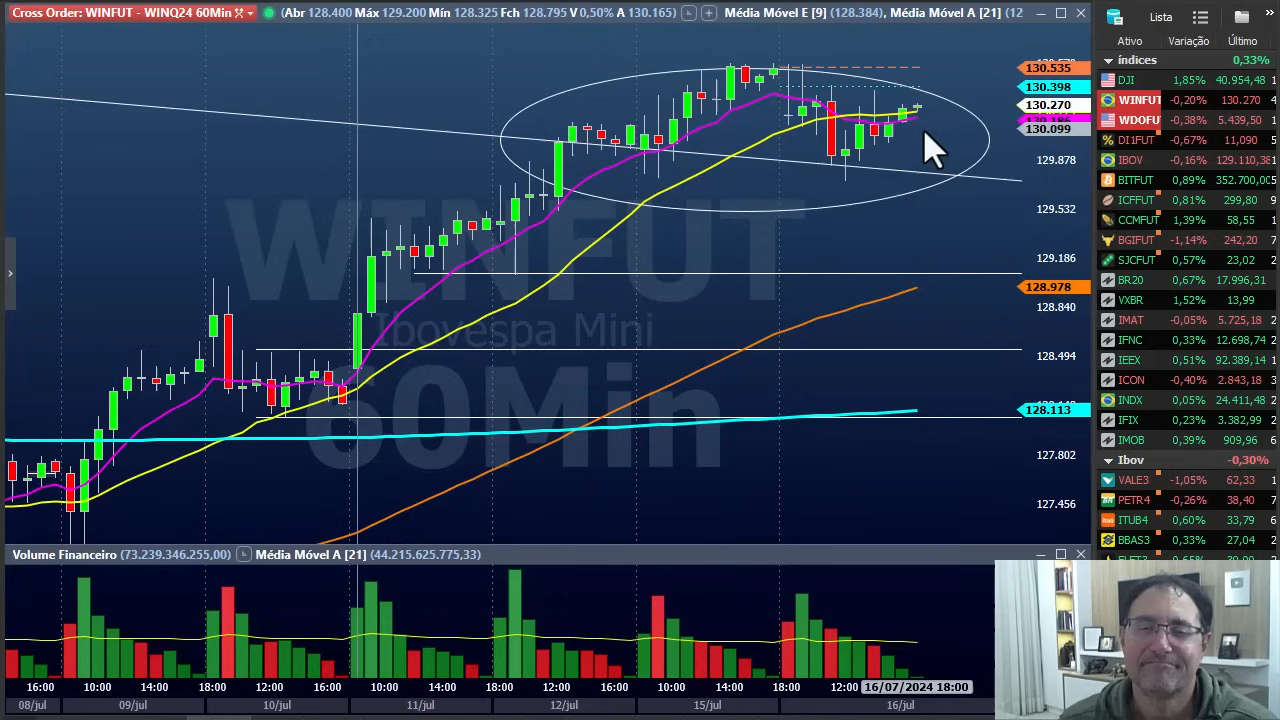 Cross Order: WINFUT - WINQ24 60Min
(Abr 128.400 Máx 129.200 Mín 128.325 Fch 128.795 V 0,50% A 130.165)
Média Móvel E [9] (128.384), Média Móvel A [21] (12
130.535
130.398
130.270
130.099
129.878
129.532
129.186
128.978
128.840
128.494
128.113
127.802
127.456
WINFUT
Ibovespa Mini
60Min
Volume Financeiro (73.239.346.255,00)
Média Móvel A [21] (44.215.625.775,33)
16:00 10:00 14:00 18:00 12:00 16:00 10:00 14:00 18:00 12:00 16:00 10:00 14:00 18:00 12:00 16/07/2024 18:00
08/jul 09/jul 10/jul 11/jul 12/jul 15/jul 16/jul
Lista
Ativo Variação Último
índices 0,33%
DJI 1,85% 40.954,48
WINFUT -0,20% 130.270
WDOFUT -0,38% 5.439,50
DI1FUT -0,67% 11,090
IBOV -0,16% 129.110,38
BITFUT 0,89% 352.700,00
ICFFUT 0,81% 299,80
CCMFUT 1,39% 58,55
BGIFUT -1,14% 242,20
SJCFUT 0,57% 23,02
BR20 0,67% 17.996,31
VXBR 1,52% 13,99
IMAT -0,05% 5.725,18
IFNC 0,33% 12.698,74
IEEX 0,51% 92.389,14
ICON -0,40% 2.843,18
INDX 0,05% 24.411,48
IFIX 0,23% 3.382,99
IMOB 0,39% 909,96
Ibov -0,30%
VALE3 -1,05% 62,33
PETR4 -0,26% 38,40
ITUB4 0,60% 33,79
BBAS3 0,33% 27,04